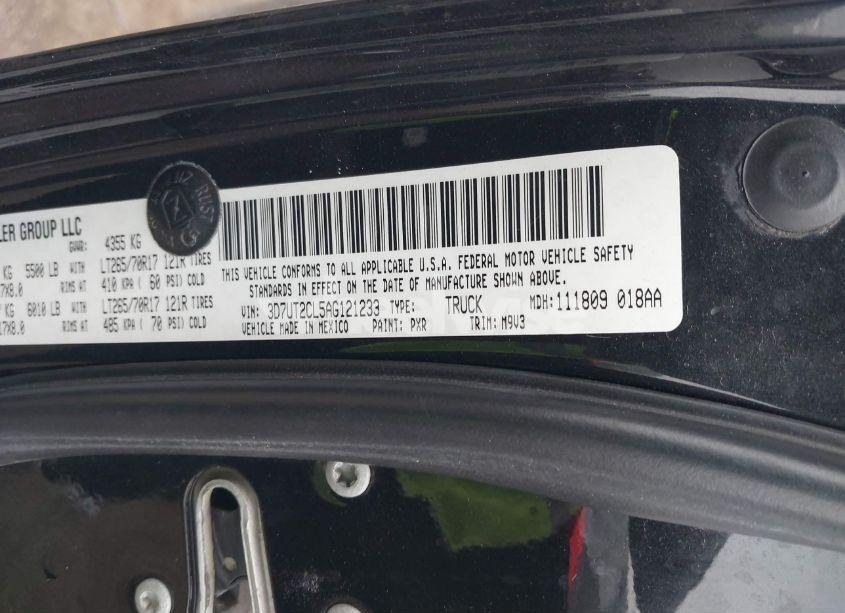 LER GROUP LLC
GVWR: 4355 KG
KG 5500 LB WITH LT265/70R17 121R TIRES
7X8.0 RIMS AT 410 KPA ( 60 PSI) COLD
KG 6010 LB WITH LT265/70R17 121R TIRES
17X8.0 RIMS AT 485 KPA ( 70 PSI) COLD
THIS VEHICLE CONFORMS TO ALL APPLICABLE U.S.A. FEDERAL MOTOR VEHICLE SAFETY
STANDARDS IN EFFECT ON THE DATE OF MANUFACTURE SHOWN ABOVE.
VIN: 3D7UT2CL5AG121233 TYPE: TRUCK MDH: 111809 018AA
VEHICLE MADE IN MEXICO PAINT: PXR TRIM: M9V3
RUST